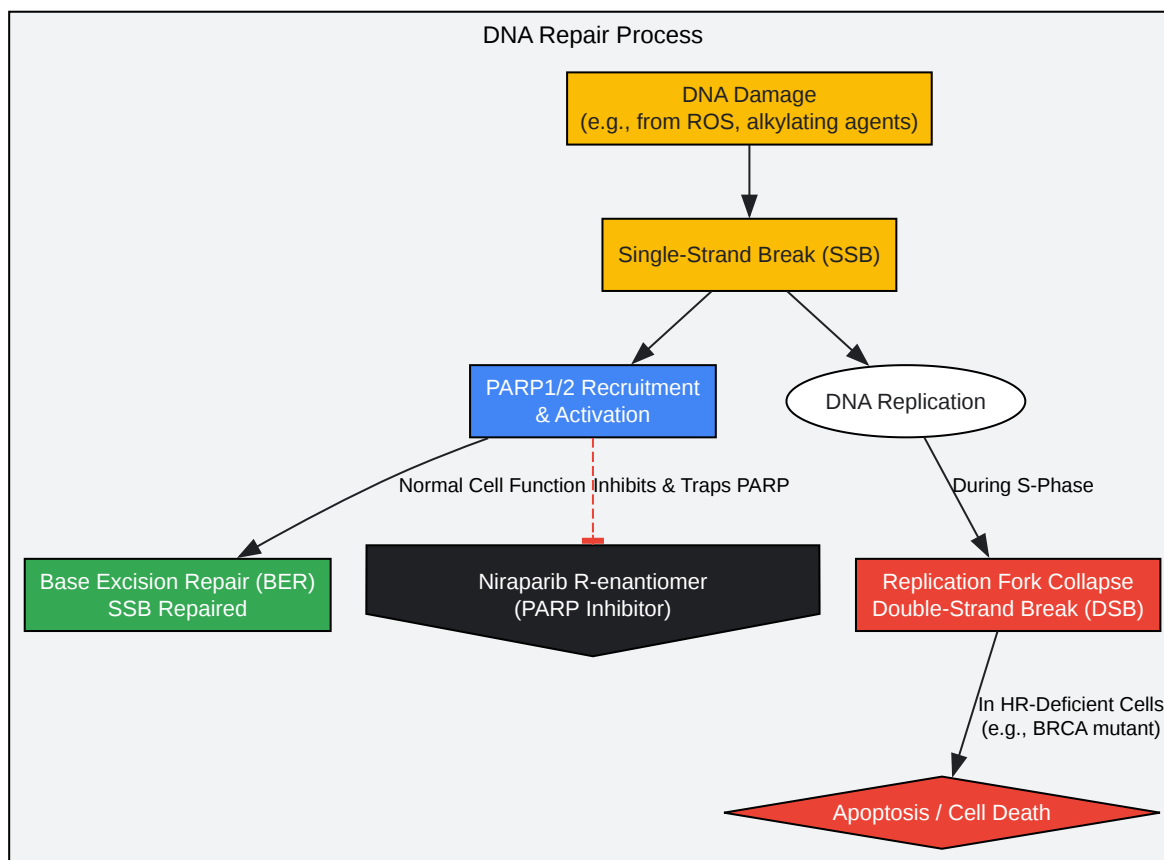 DNA Repair Process
DNA Damage
(e.g., from ROS, alkylating agents)
Single-Strand Break (SSB)
PARP1/2 Recruitment
& Activation
DNA Replication
Normal Cell Function
Inhibits & Traps PARP
During S-Phase
Base Excision Repair (BER)
SSB Repaired
Niraparib R-enantiomer
(PARP Inhibitor)
Replication Fork Collapse
Double-Strand Break (DSB)
In HR-Deficient Cells
(e.g., BRCA mutant)
Apoptosis / Cell Death